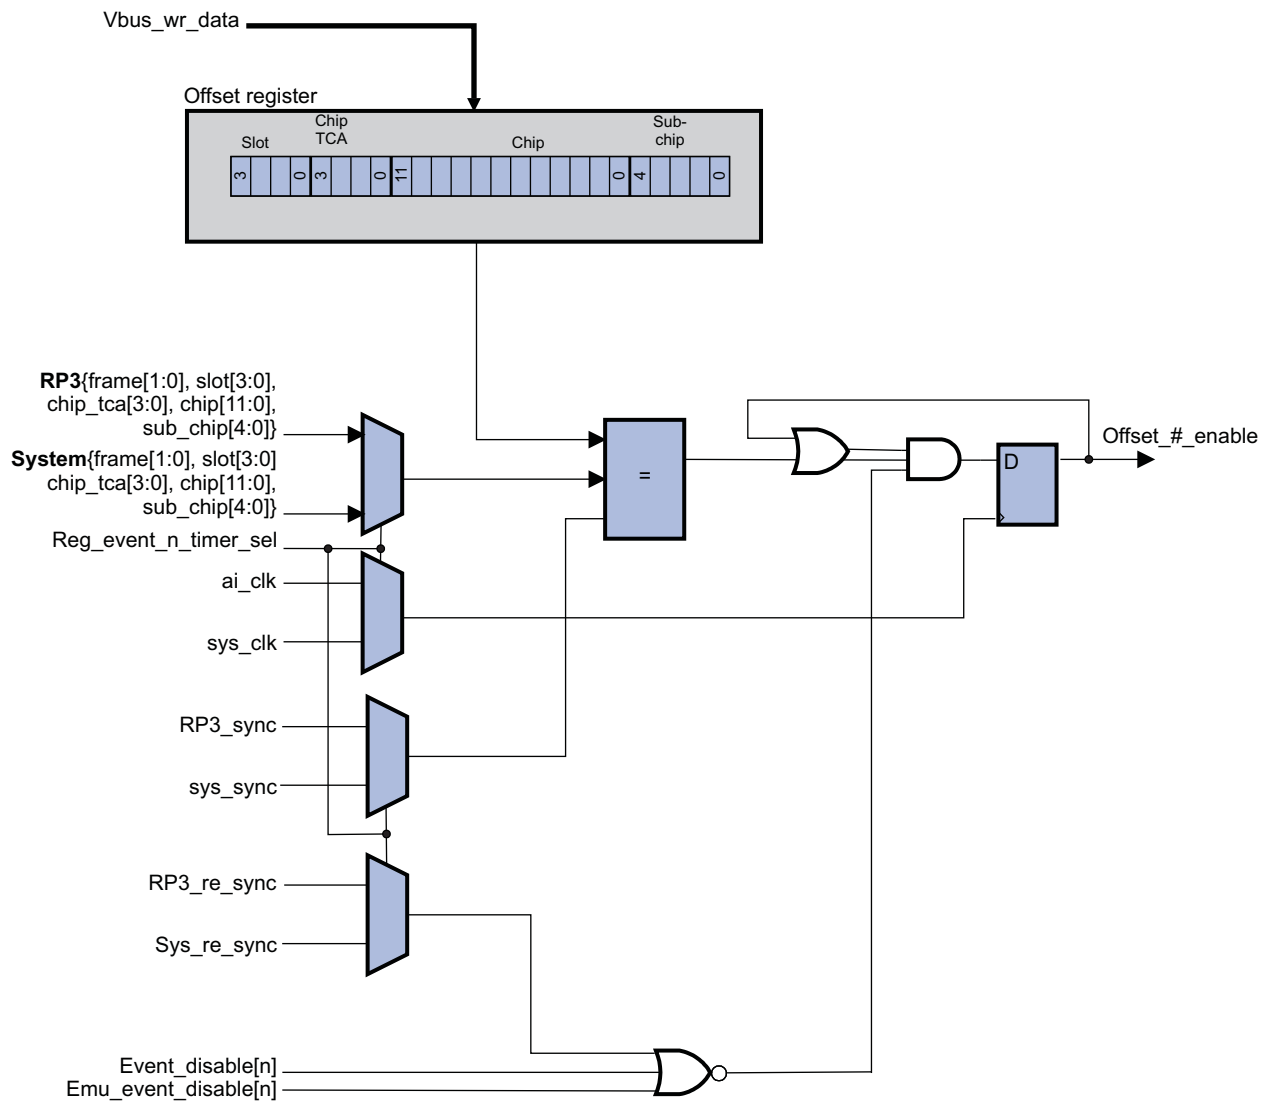 Vbus_wr_data
Offset register
Slot
Chip
TCA
Chip
Sub-
chip
3 0 3 0 11 0 4 0
RP3{frame[1:0], slot[3:0],
chip_tca[3:0], chip[11:0],
sub_chip[4:0]}
System{frame[1:0], slot[3:0]
chip_tca[3:0], chip[11:0],
sub_chip[4:0]}
Reg_event_n_timer_sel
ai_clk
sys_clk
=
D
Offset_#_enable
RP3_sync
sys_sync
RP3_re_sync
Sys_re_sync
Event_disable[n]
Emu_event_disable[n]